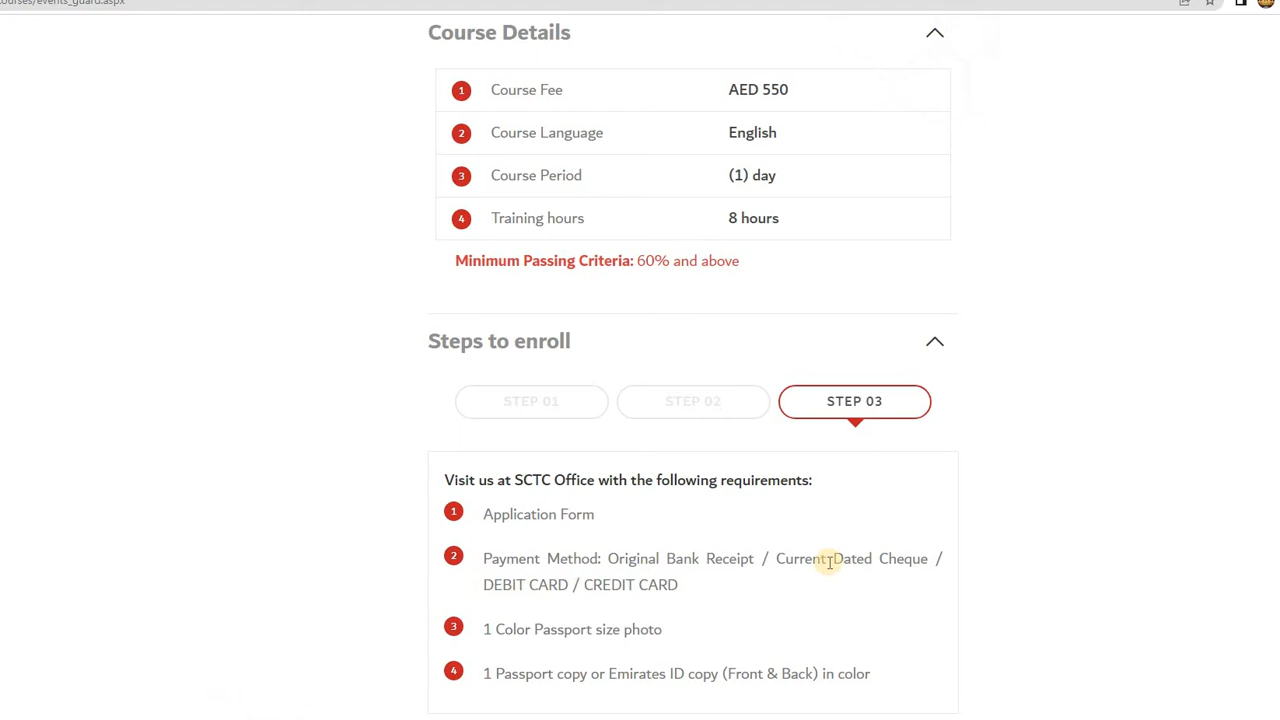 courses/events_guard.aspx
Course Details
1 Course Fee AED 550
2 Course Language English
3 Course Period (1) day
4 Training hours 8 hours
Minimum Passing Criteria: 60% and above
Steps to enroll
STEP 01 STEP 02 STEP 03
Visit us at SCTC Office with the following requirements:
1 Application Form
2 Payment Method: Original Bank Receipt / Current Dated Cheque /
DEBIT CARD / CREDIT CARD
3 1 Color Passport size photo
4 1 Passport copy or Emirates ID copy (Front & Back) in color